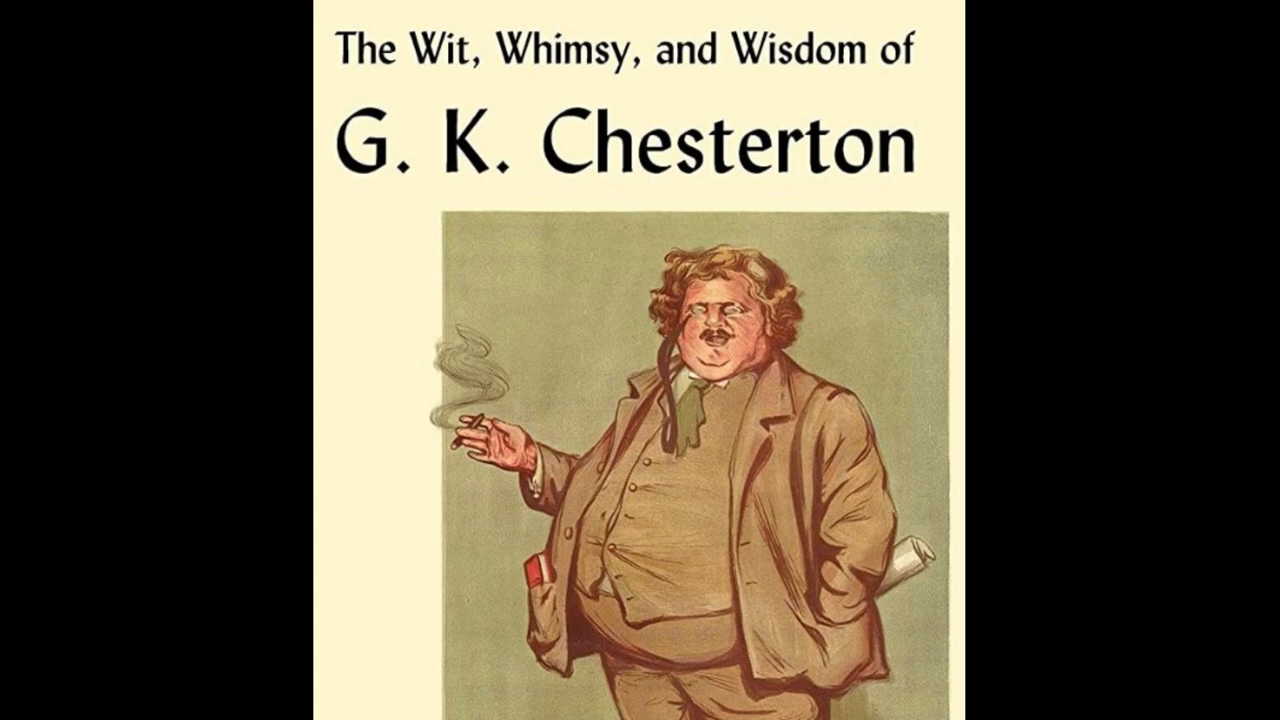 The Wit, Whimsy, and Wisdom of
G. K. Chesterton